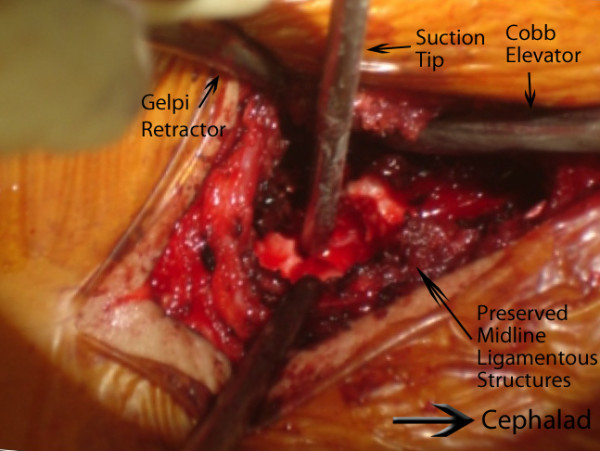 Suction
Tip
Cobb
Elevator
Gelpi
Retractor
Preserved
Midline
Ligamentous
Structures
Cephalad